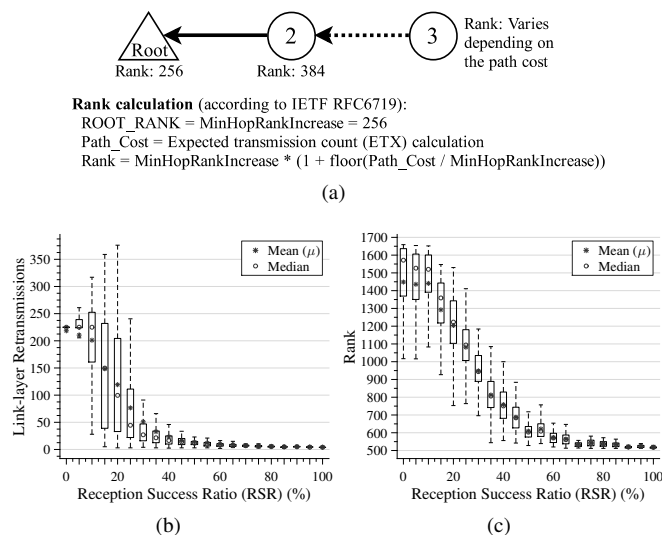 Root
2
3
Rank: Varies
depending on
the path cost
Rank: 256
Rank: 384
Rank calculation (according to IETF RFC6719):
ROOT_RANK = MinHopRankIncrease = 256
Path_Cost = Expected transmission count (ETX) calculation
Rank = MinHopRankIncrease * (1 + floor(Path_Cost / MinHopRankIncrease))
(a)
Link-layer Retransmissions
350
300
250
200
150
100
50
0
0 20 40 60 80 100
Mean (μ)
Median
Reception Success Ratio (RSR) (%)
(b)
Rank
1700
1600
1500
1400
1300
1200
1100
1000
900
800
700
600
500
0 20 40 60 80 100
Mean (μ)
Median
Reception Success Ratio (RSR) (%)
(c)